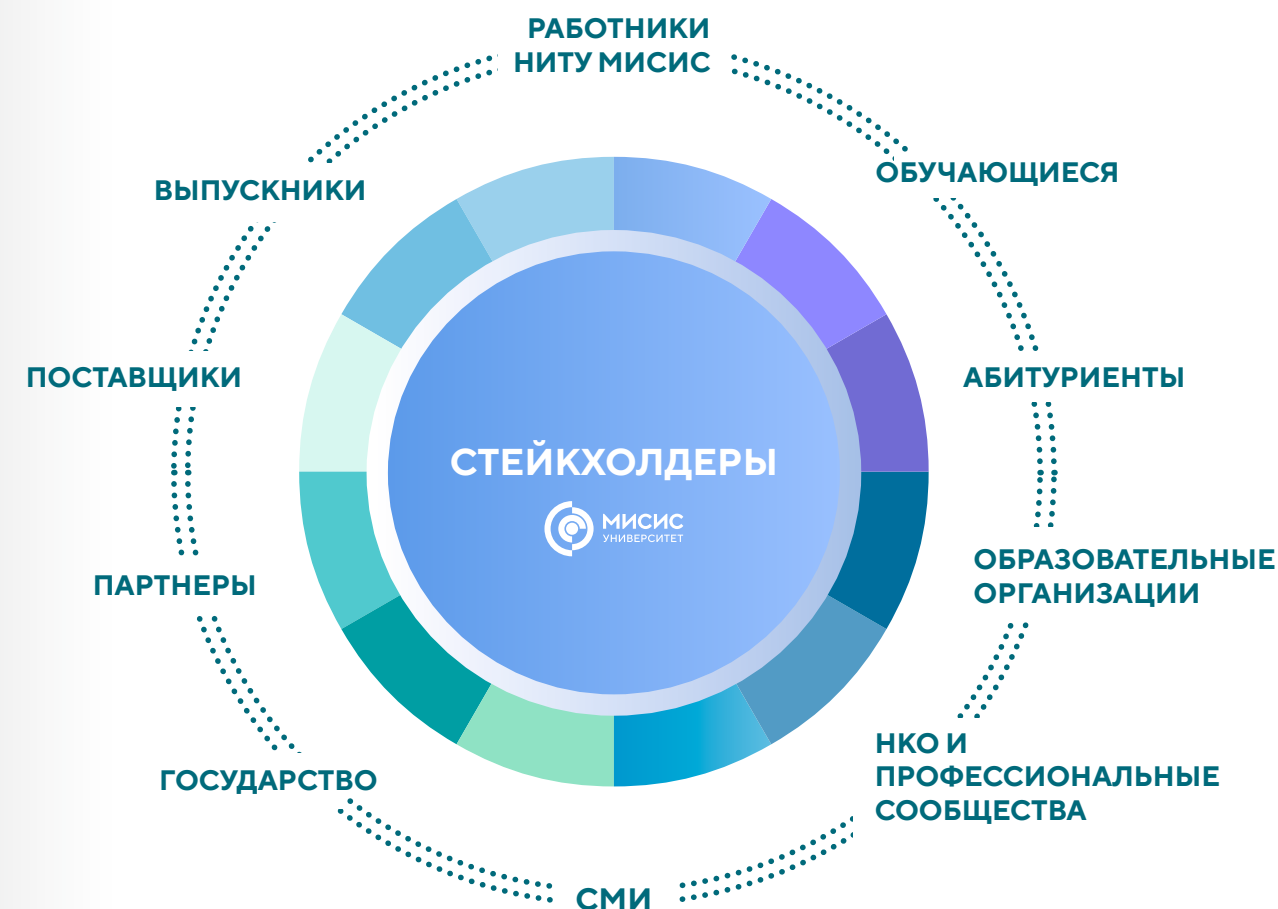 РАБОТНИКИ
НИТУ МИСИС
ОБУЧАЮЩИЕСЯ
ВЫПУСКНИКИ
ПОСТАВЩИКИ
АБИТУРИЕНТЫ
СТЕЙКХОЛДЕРЫ
МИСИС
УНИВЕРСИТЕТ
ОБРАЗОВАТЕЛЬНЫЕ
ОРГАНИЗАЦИИ
ПАРТНЕРЫ
НКО И
ПРОФЕССИОНАЛЬНЫЕ
СООБЩЕСТВА
ГОСУДАРСТВО
СМИ